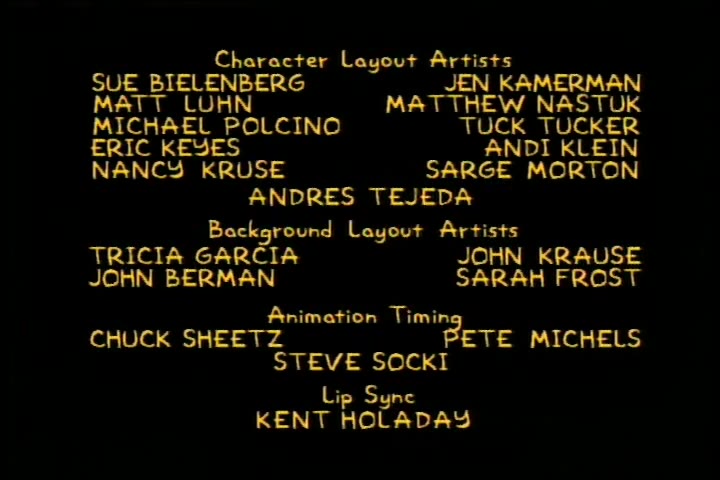 Character Layout Artists
SUE BIELENBERG JEN KAMERMAN
MATT LUHN MATTHEW NASTUK
MICHAEL POLCINO TUCK TUCKER
ERIC KEYES ANDI KLEIN
NANCY KRUSE SARGE MORTON
ANDRES TEJEDA
Background Layout Artists
TRICIA GARCIA JOHN KRAUSE
JOHN BERMAN SARAH FROST
Animation Timing
CHUCK SHEETZ PETE MICHELS
STEVE SOCKI
Lip Sync
KENT HOLADAY